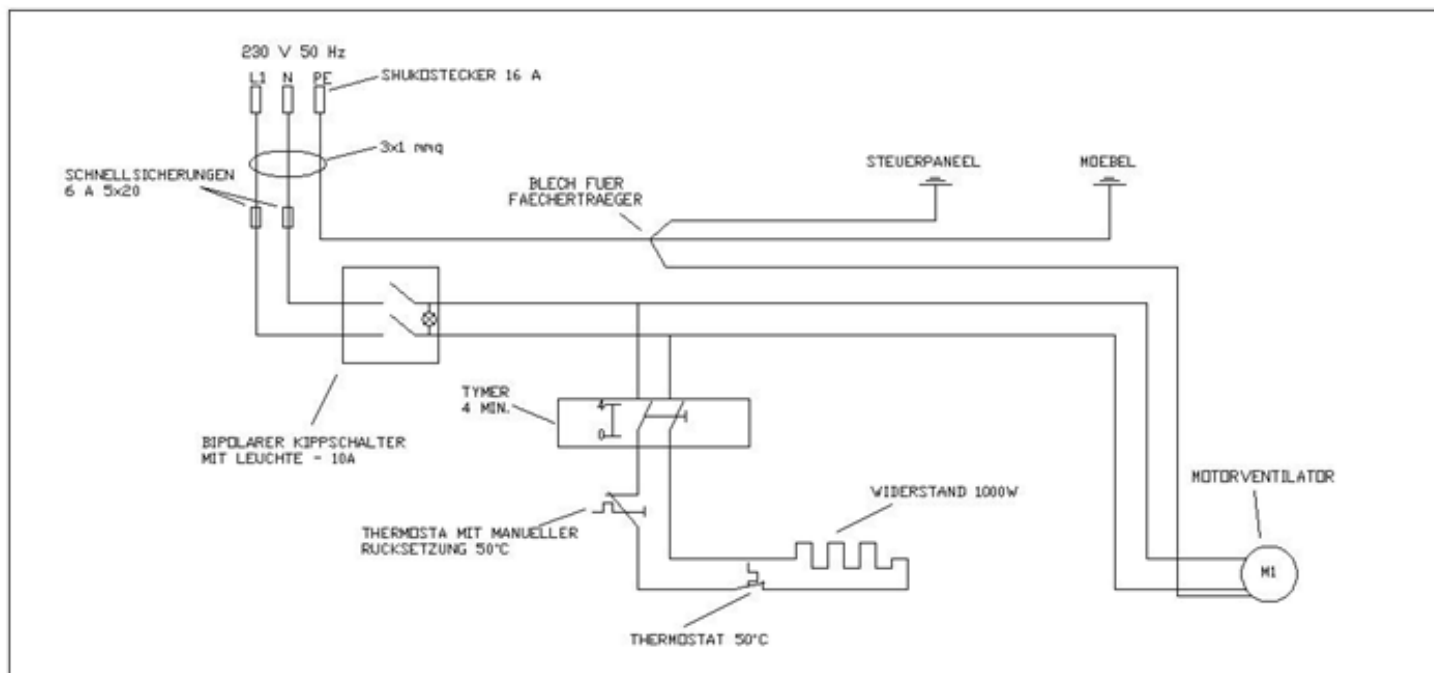 230 V 50 Hz
L1 N PE
SHUKOSTECKER 16 A
3x1 mmq
SCHNELLSICHERUNGEN
6 A 5x20
BLECH FUER
FAECHERTRAEGER
STEUERPANEEL
MOEBEL
TYMER
4 MIN.
4
0
BIPOLARER KIPPSCHALTER
MIT LEUCHTE - 10A
THERMOSTA MIT MANUELLER
RUCKSETZUNG 50°C
WIDERSTAND 1000W
MOTORVENTILATOR
M1
THERMOSTAT 50°C